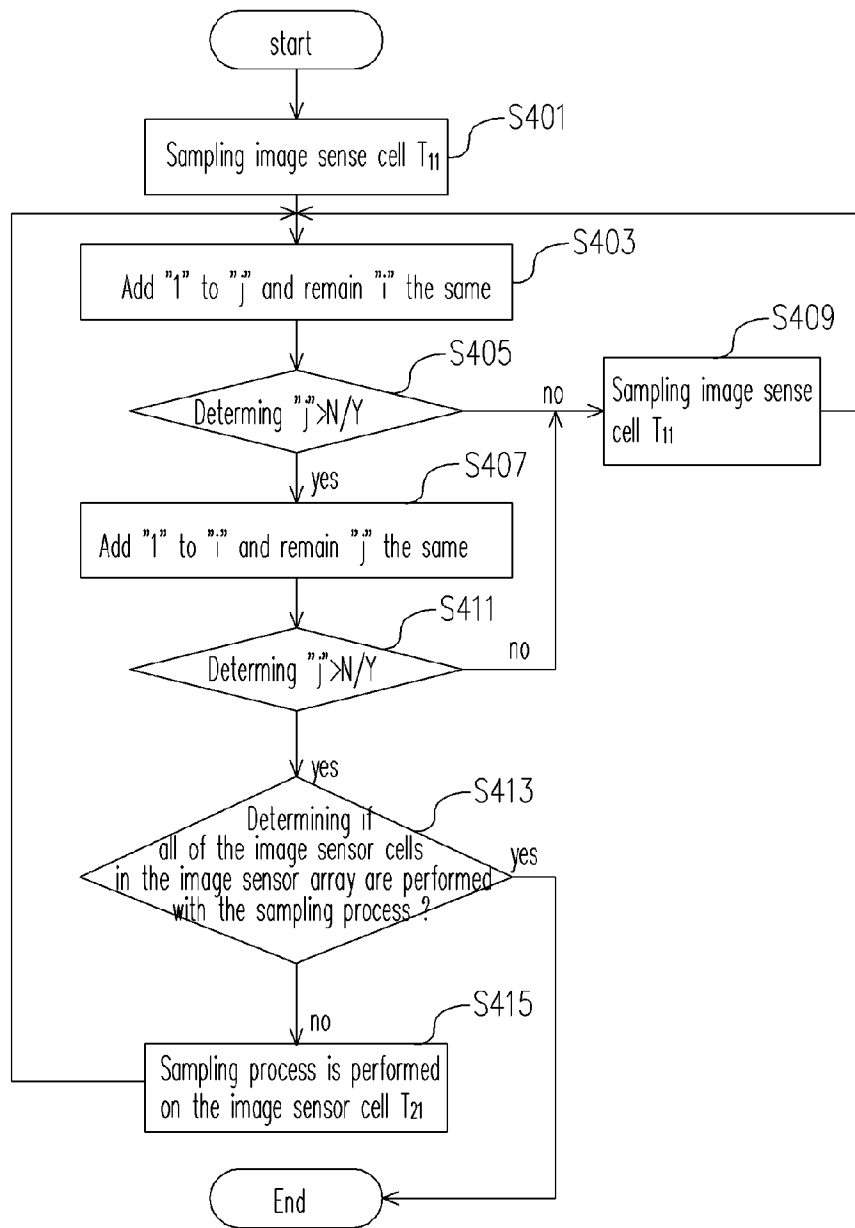 start
S401
Sampling image sense cell T11
S403
Add "1" to "j" and remain "i" the same
S405
Determing "j">N/Y
no
S409
Sampling image sense
cell T11
yes
S407
Add "1" to "i" and remain "j" the same
S411
Determing "j">N/Y
no
yes
S413
Determining if
all of the image sensor cells
in the image sensor array are performed
with the sampling process ?
yes
no
S415
Sampling process is performed
on the image sensor cell T21
End